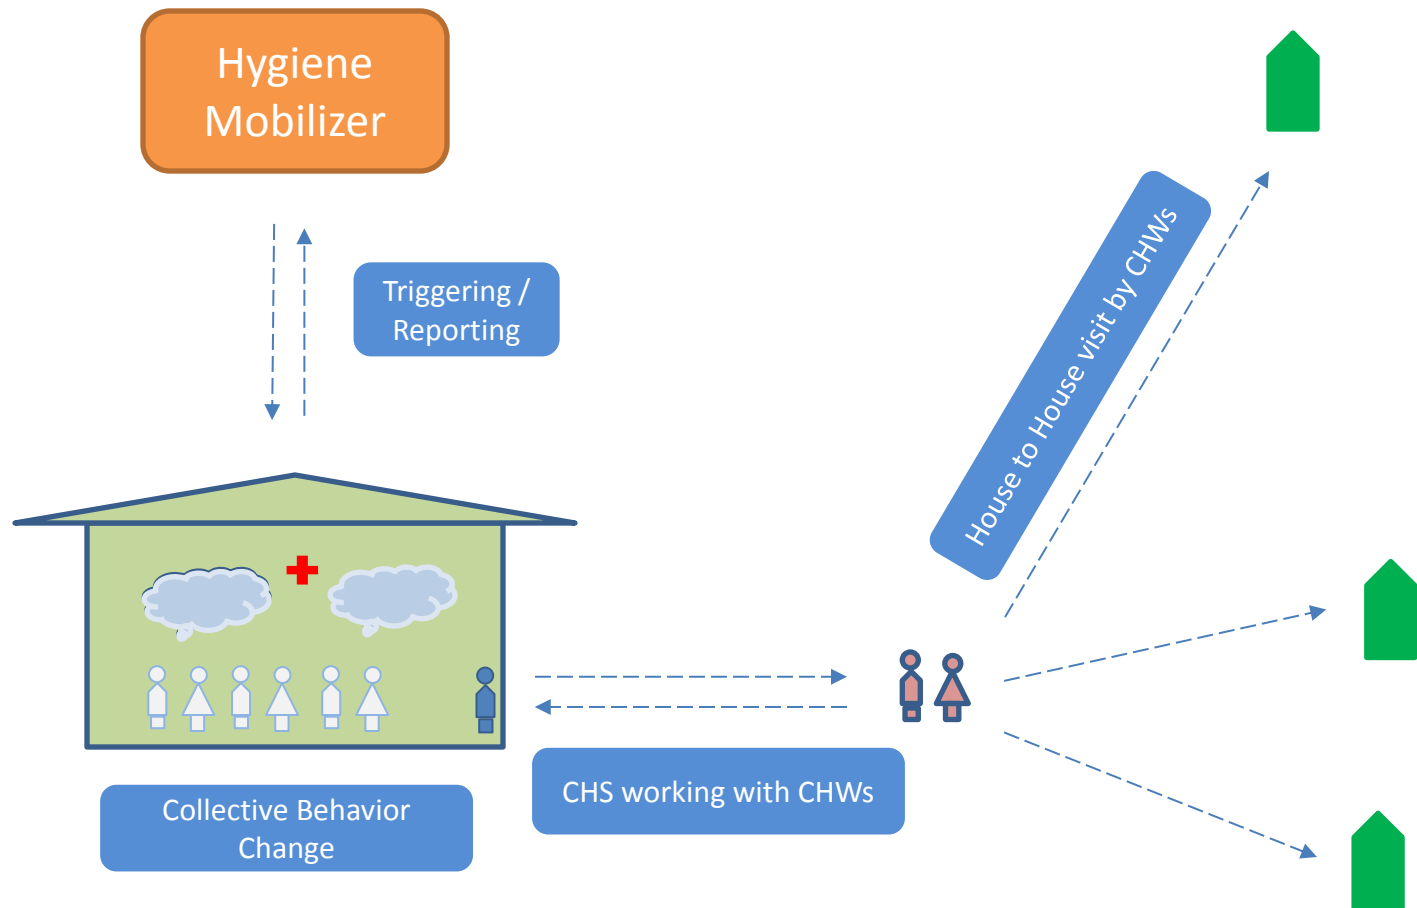 Hygiene
Mobilizer
Triggering /
Reporting
House to House visit by CHWs
CHS working with CHWs
Collective Behavior
Change